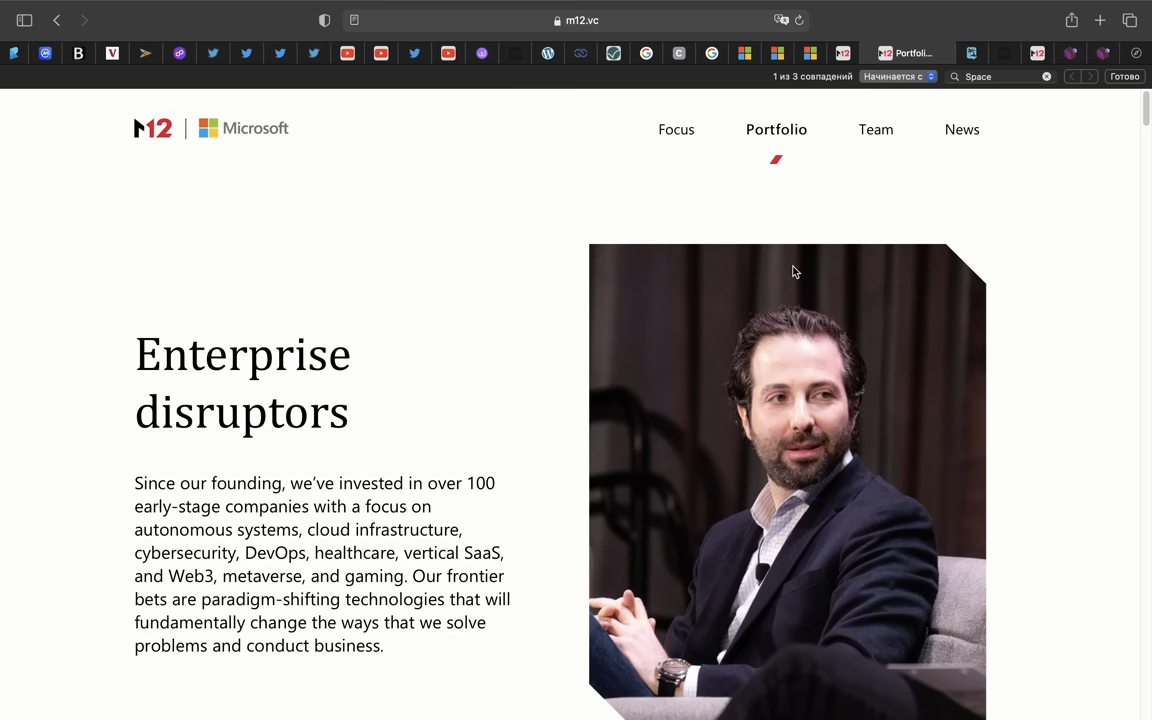 m12.vc
Portfoli...
1 из 3 совпадений
Начинается с
Space
Готово
M12 | Microsoft
Focus
Portfolio
Team
News
Enterprise
disruptors
Since our founding, we’ve invested in over 100
early-stage companies with a focus on
autonomous systems, cloud infrastructure,
cybersecurity, DevOps, healthcare, vertical SaaS,
and Web3, metaverse, and gaming. Our frontier
bets are paradigm-shifting technologies that will
fundamentally change the ways that we solve
problems and conduct business.